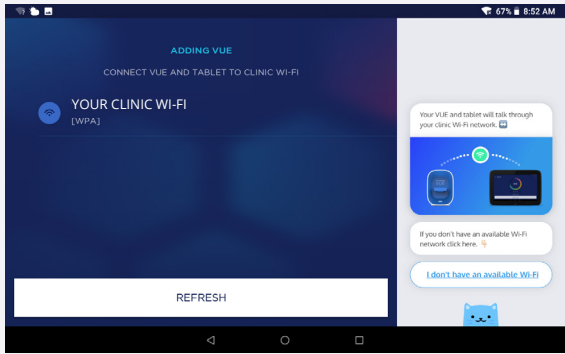 67% 8:52 AM
ADDING VUE
CONNECT VUE AND TABLET TO CLINIC WI-FI
YOUR CLINIC WI-FI
[WPA]
REFRESH
Your VUE and tablet will talk through
your clinic Wi-Fi network.
If you don't have an available Wi-Fi
network click here.
I don't have an available Wi-Fi